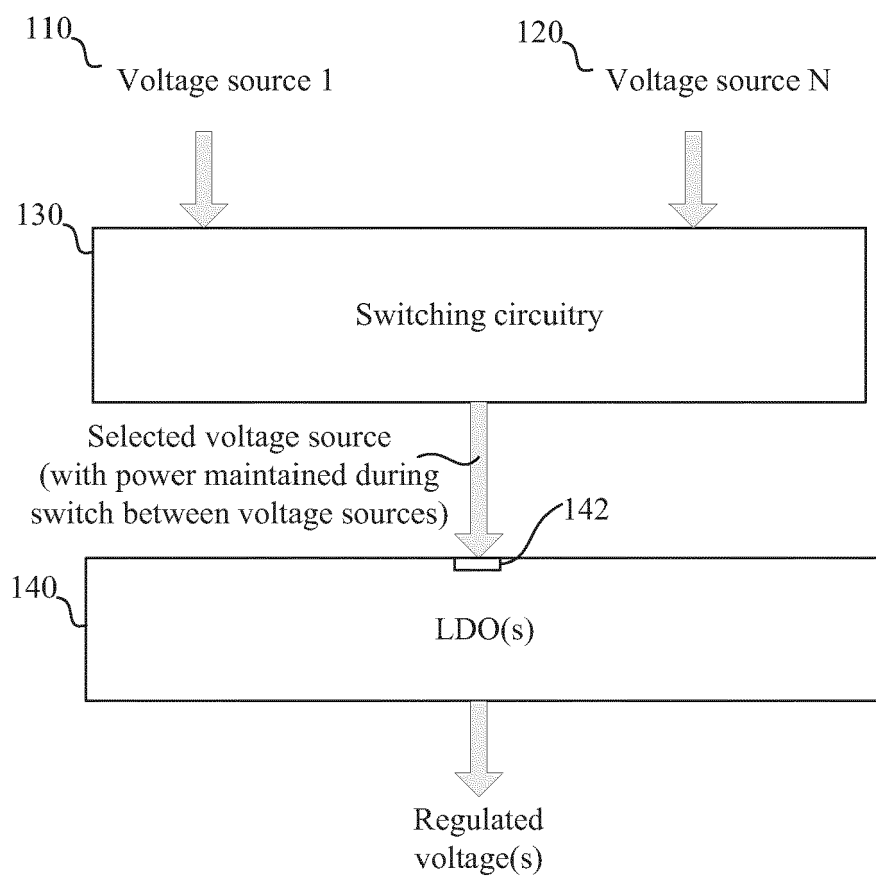 110
Voltage source 1
120
Voltage source N
130
Switching circuitry
Selected voltage source
(with power maintained during
switch between voltage sources)
142
140
LDO(s)
Regulated
voltage(s)